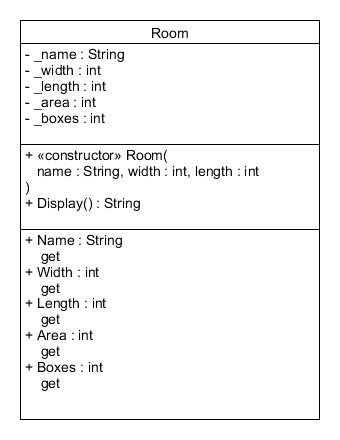 Room
- _name : String
- _width : int
- _length : int
- _area : int
- _boxes : int
+ «constructor» Room(
name : String, width : int, length : int
)
+ Display() : String
+ Name : String
get
+ Width : int
get
+ Length : int
get
+ Area : int
get
+ Boxes : int
get